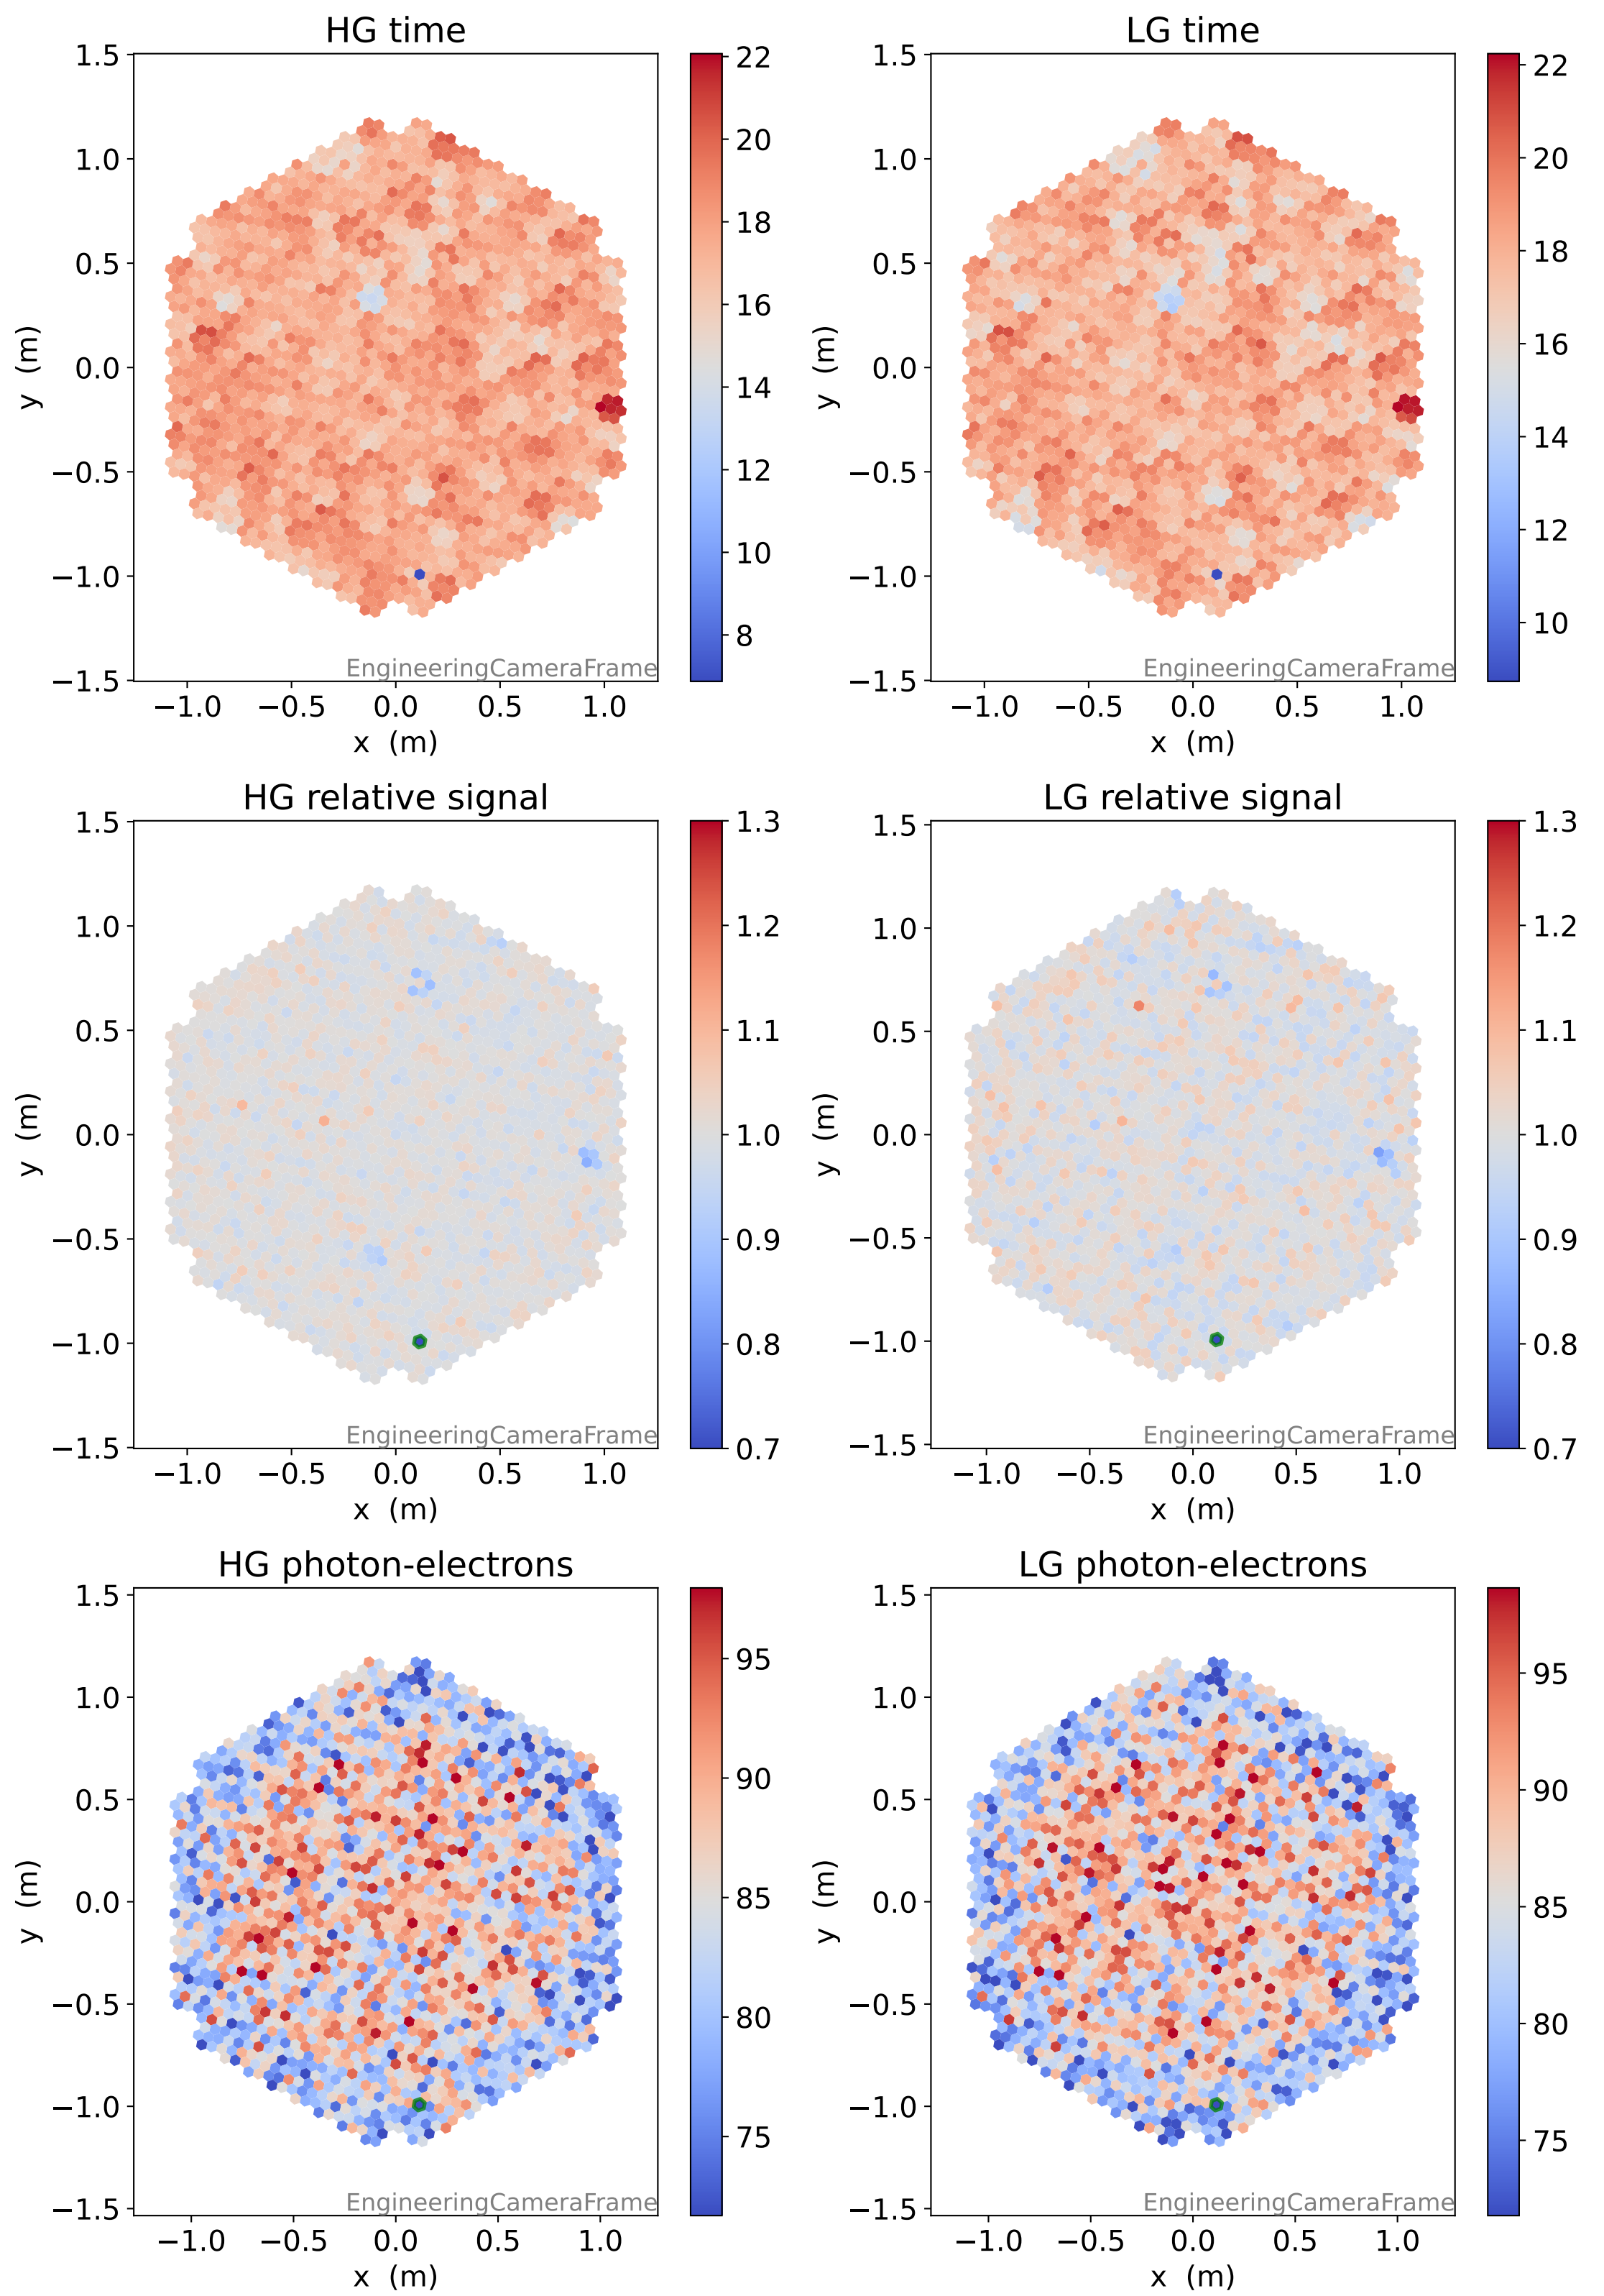 HG time
LG time
1.5
1.0
0.5
0.0
−0.5
−1.0
−1.5
y (m)
−1.0 −0.5 0.0 0.5 1.0
x (m)
EngineeringCameraFrame
22
20
18
16
14
12
10
8
1.5
1.0
0.5
0.0
−0.5
−1.0
−1.5
y (m)
−1.0 −0.5 0.0 0.5 1.0
x (m)
EngineeringCameraFrame
22
20
18
16
14
12
10
HG relative signal
LG relative signal
1.5
1.0
0.5
0.0
−0.5
−1.0
−1.5
y (m)
−1.0 −0.5 0.0 0.5 1.0
x (m)
EngineeringCameraFrame
1.3
1.2
1.1
1.0
0.9
0.8
0.7
1.5
1.0
0.5
0.0
−0.5
−1.0
−1.5
y (m)
−1.0 −0.5 0.0 0.5 1.0
x (m)
EngineeringCameraFrame
1.3
1.2
1.1
1.0
0.9
0.8
0.7
HG photon-electrons
LG photon-electrons
1.5
1.0
0.5
0.0
−0.5
−1.0
−1.5
y (m)
−1.0 −0.5 0.0 0.5 1.0
x (m)
EngineeringCameraFrame
95
90
85
80
75
1.5
1.0
0.5
0.0
−0.5
−1.0
−1.5
y (m)
−1.0 −0.5 0.0 0.5 1.0
x (m)
EngineeringCameraFrame
95
90
85
80
75